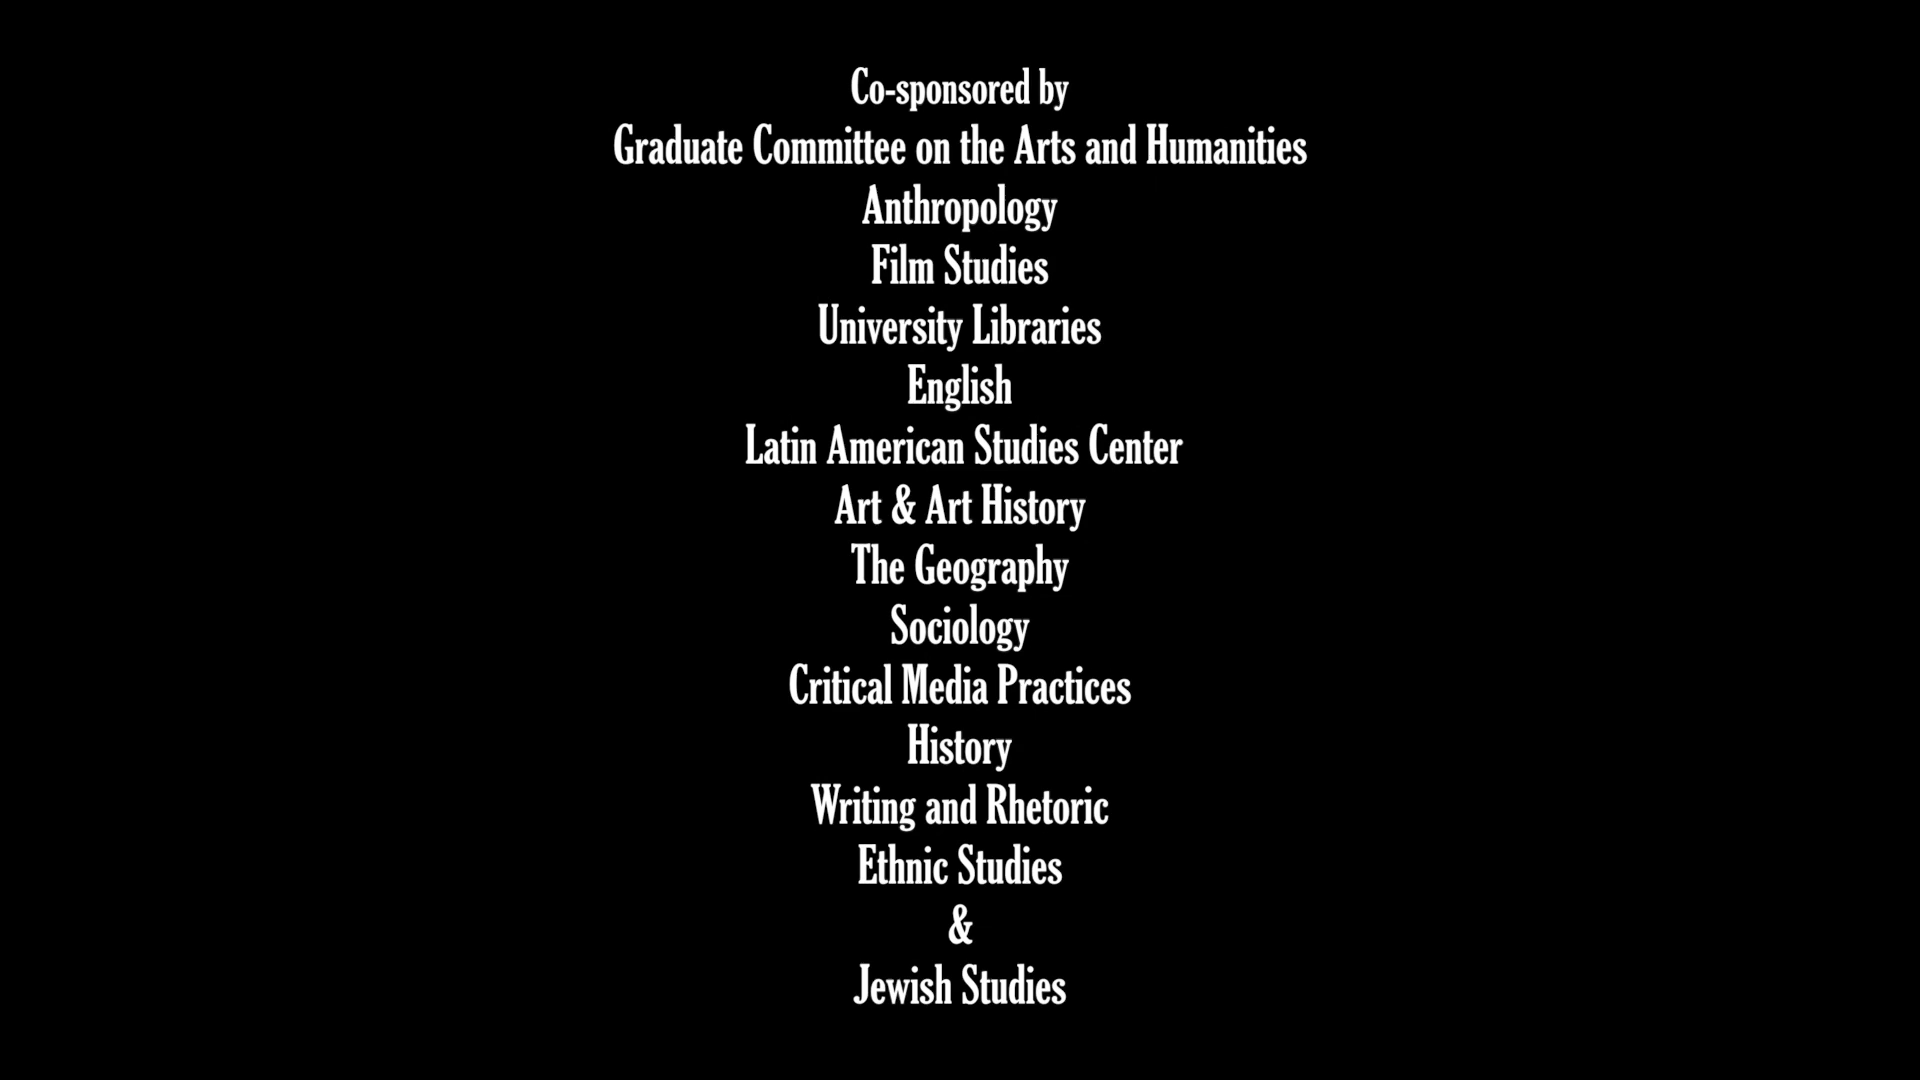 Co-sponsored by
Graduate Committee on the Arts and Humanities
Anthropology
Film Studies
University Libraries
English
Latin American Studies Center
Art & Art History
The Geography
Sociology
Critical Media Practices
History
Writing and Rhetoric
Ethnic Studies
&
Jewish Studies